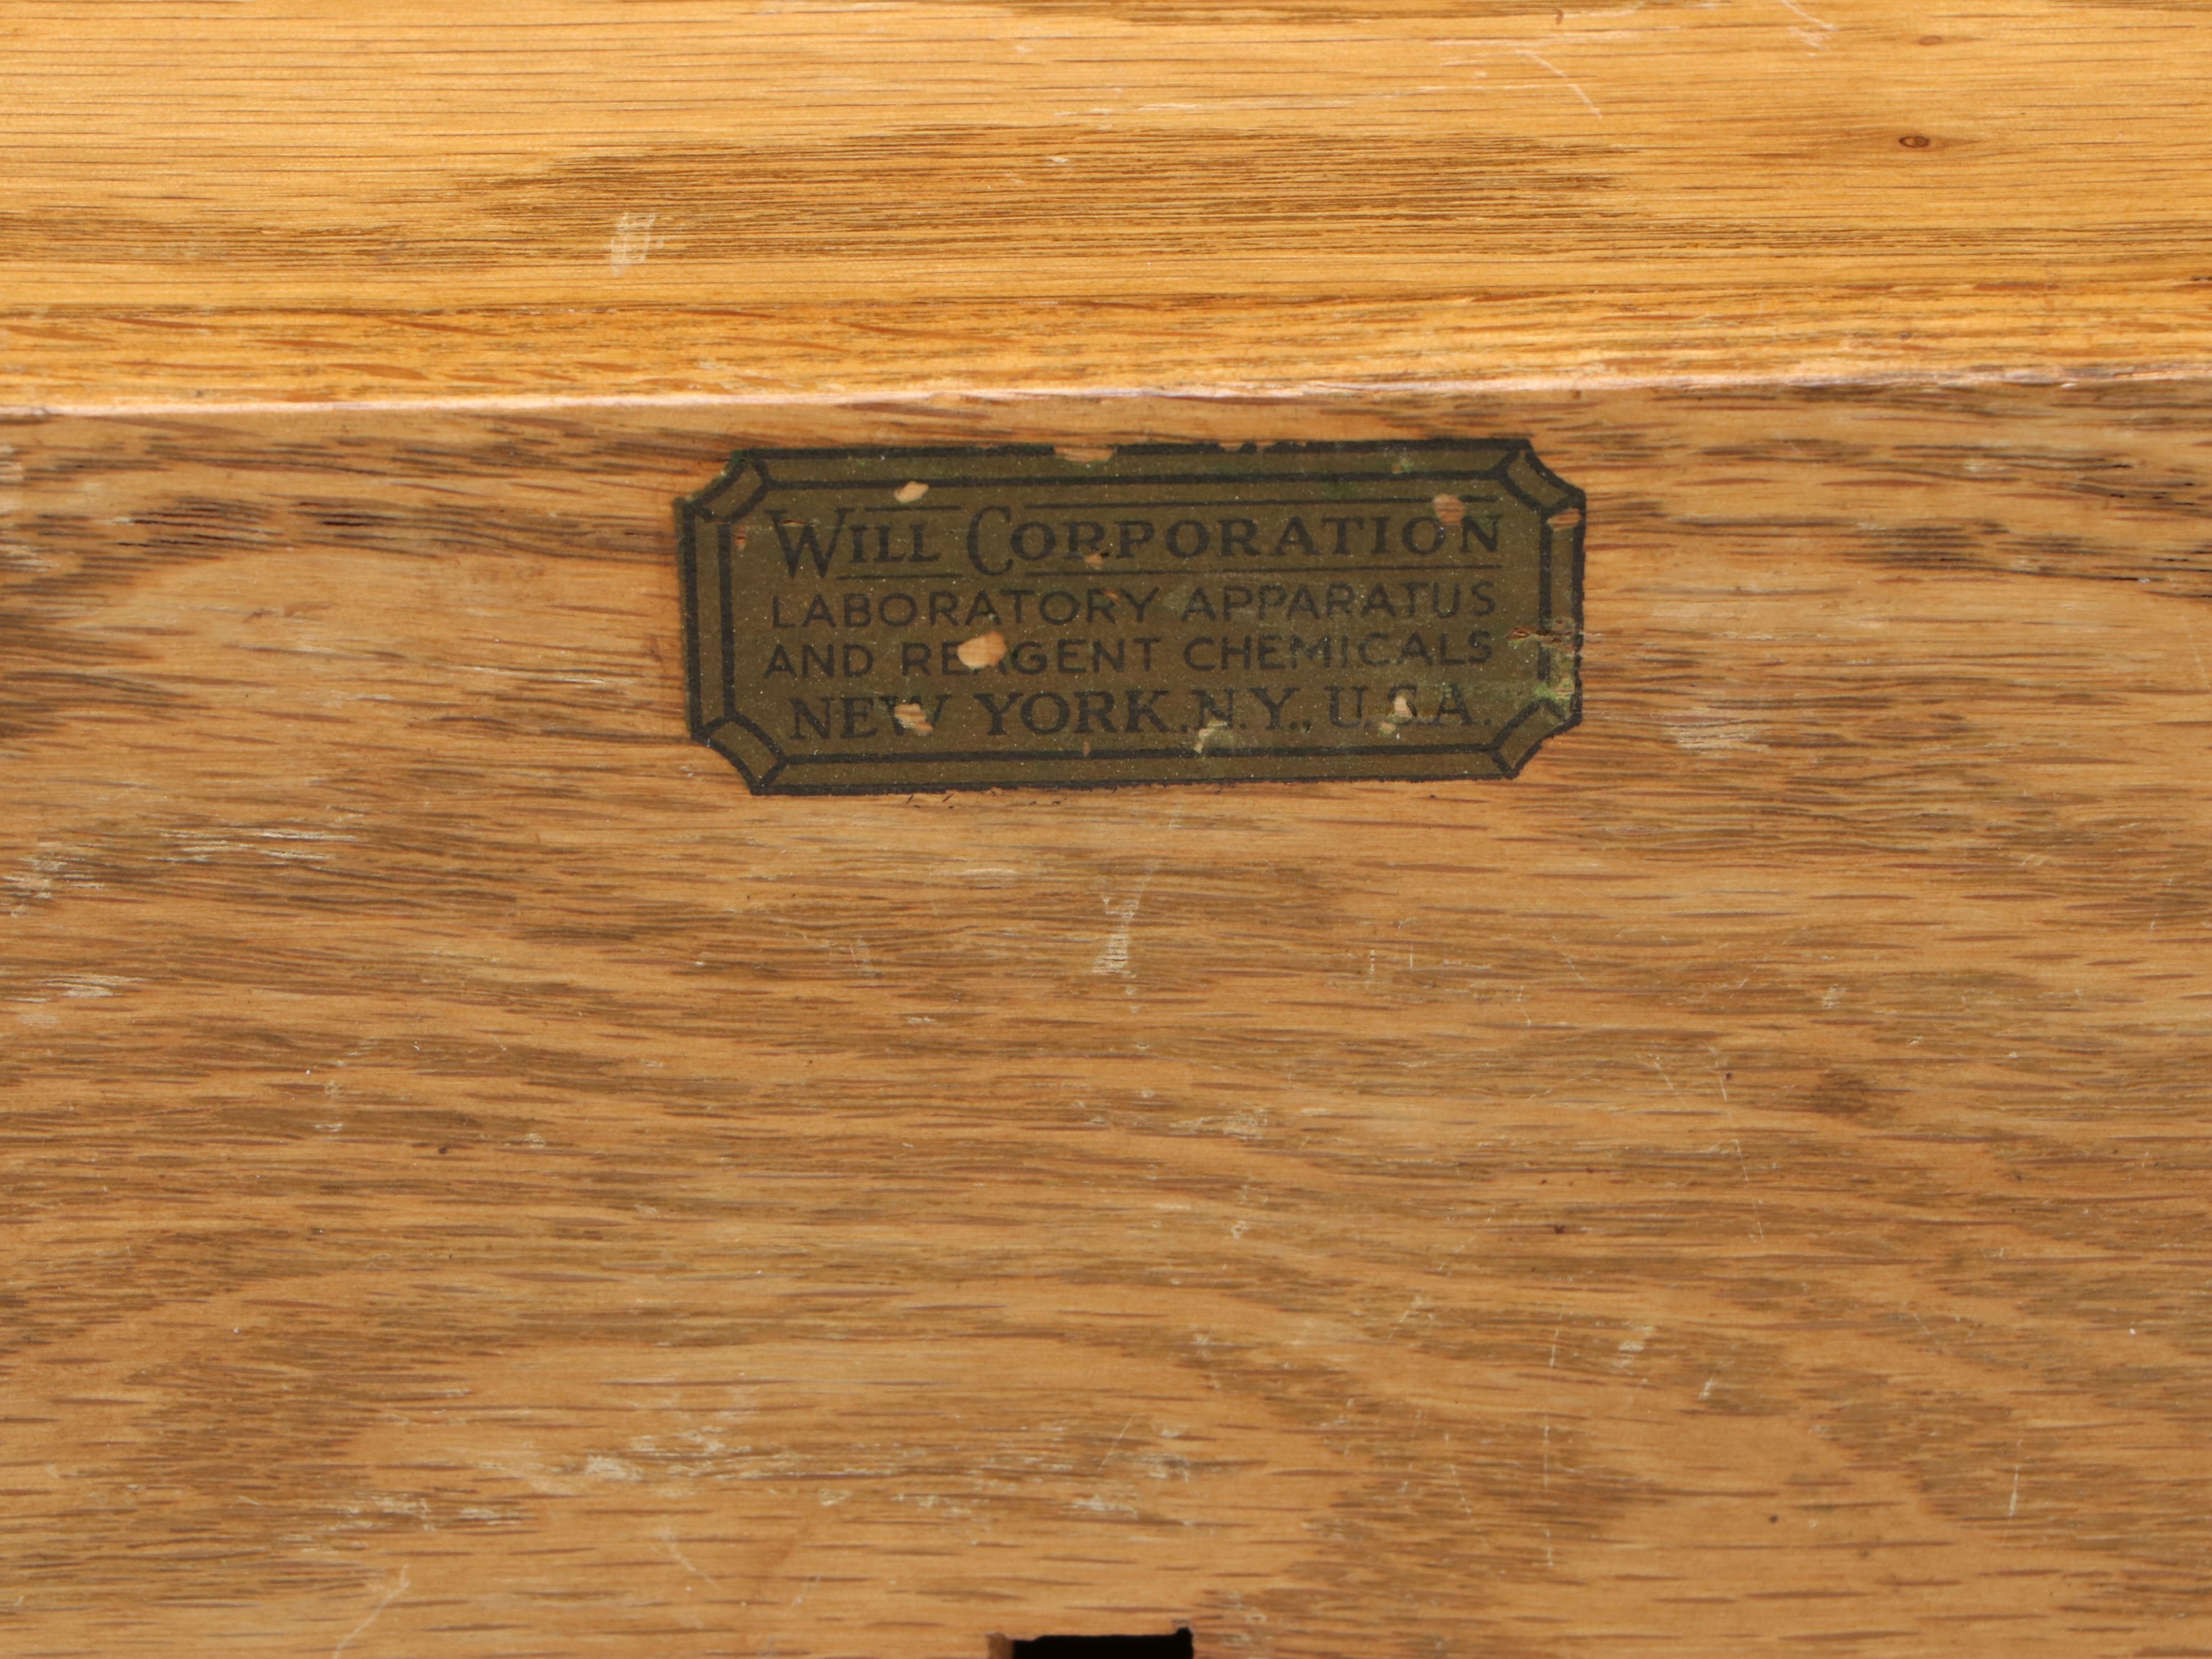 WILL CORPORATION
LABORATORY APPARATUS
AND REAGENT CHEMICALS
NEW YORK, N.Y., U.S.A.